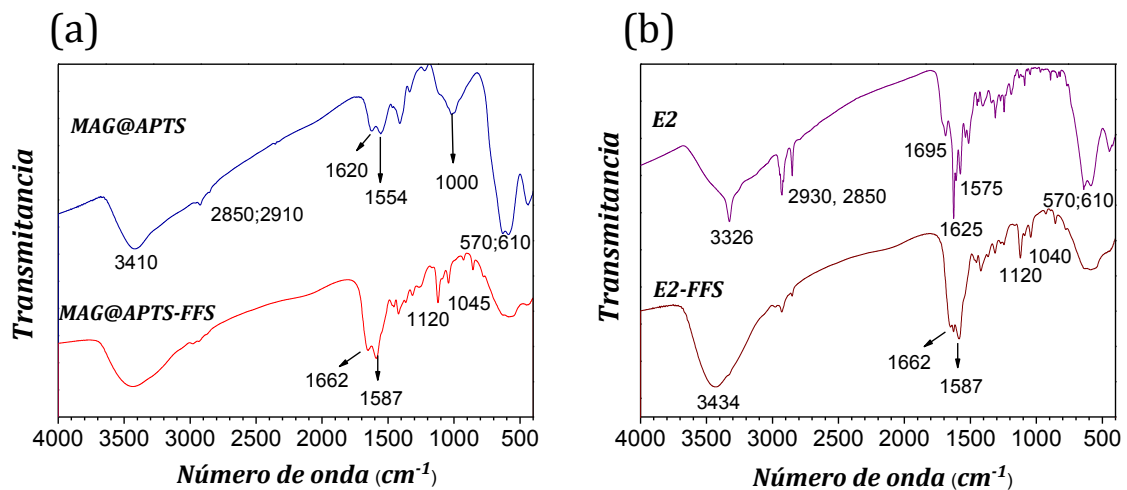 (a)
Transmitancia
MAG@APTS
1620
1554
1000
2850;2910
3410
570;610
MAG@APTS-FFS
1120
1045
1662
1587
4000 3500 3000 2500 2000 1500 1000 500
Número de onda (cm⁻¹)
(b)
Transmitancia
E2
1695
1575
2930, 2850
570;610
1625
3326
1040
1120
E2-FFS
1662
1587
3434
4000 3500 3000 2500 2000 1500 1000 500
Número de onda (cm⁻¹)